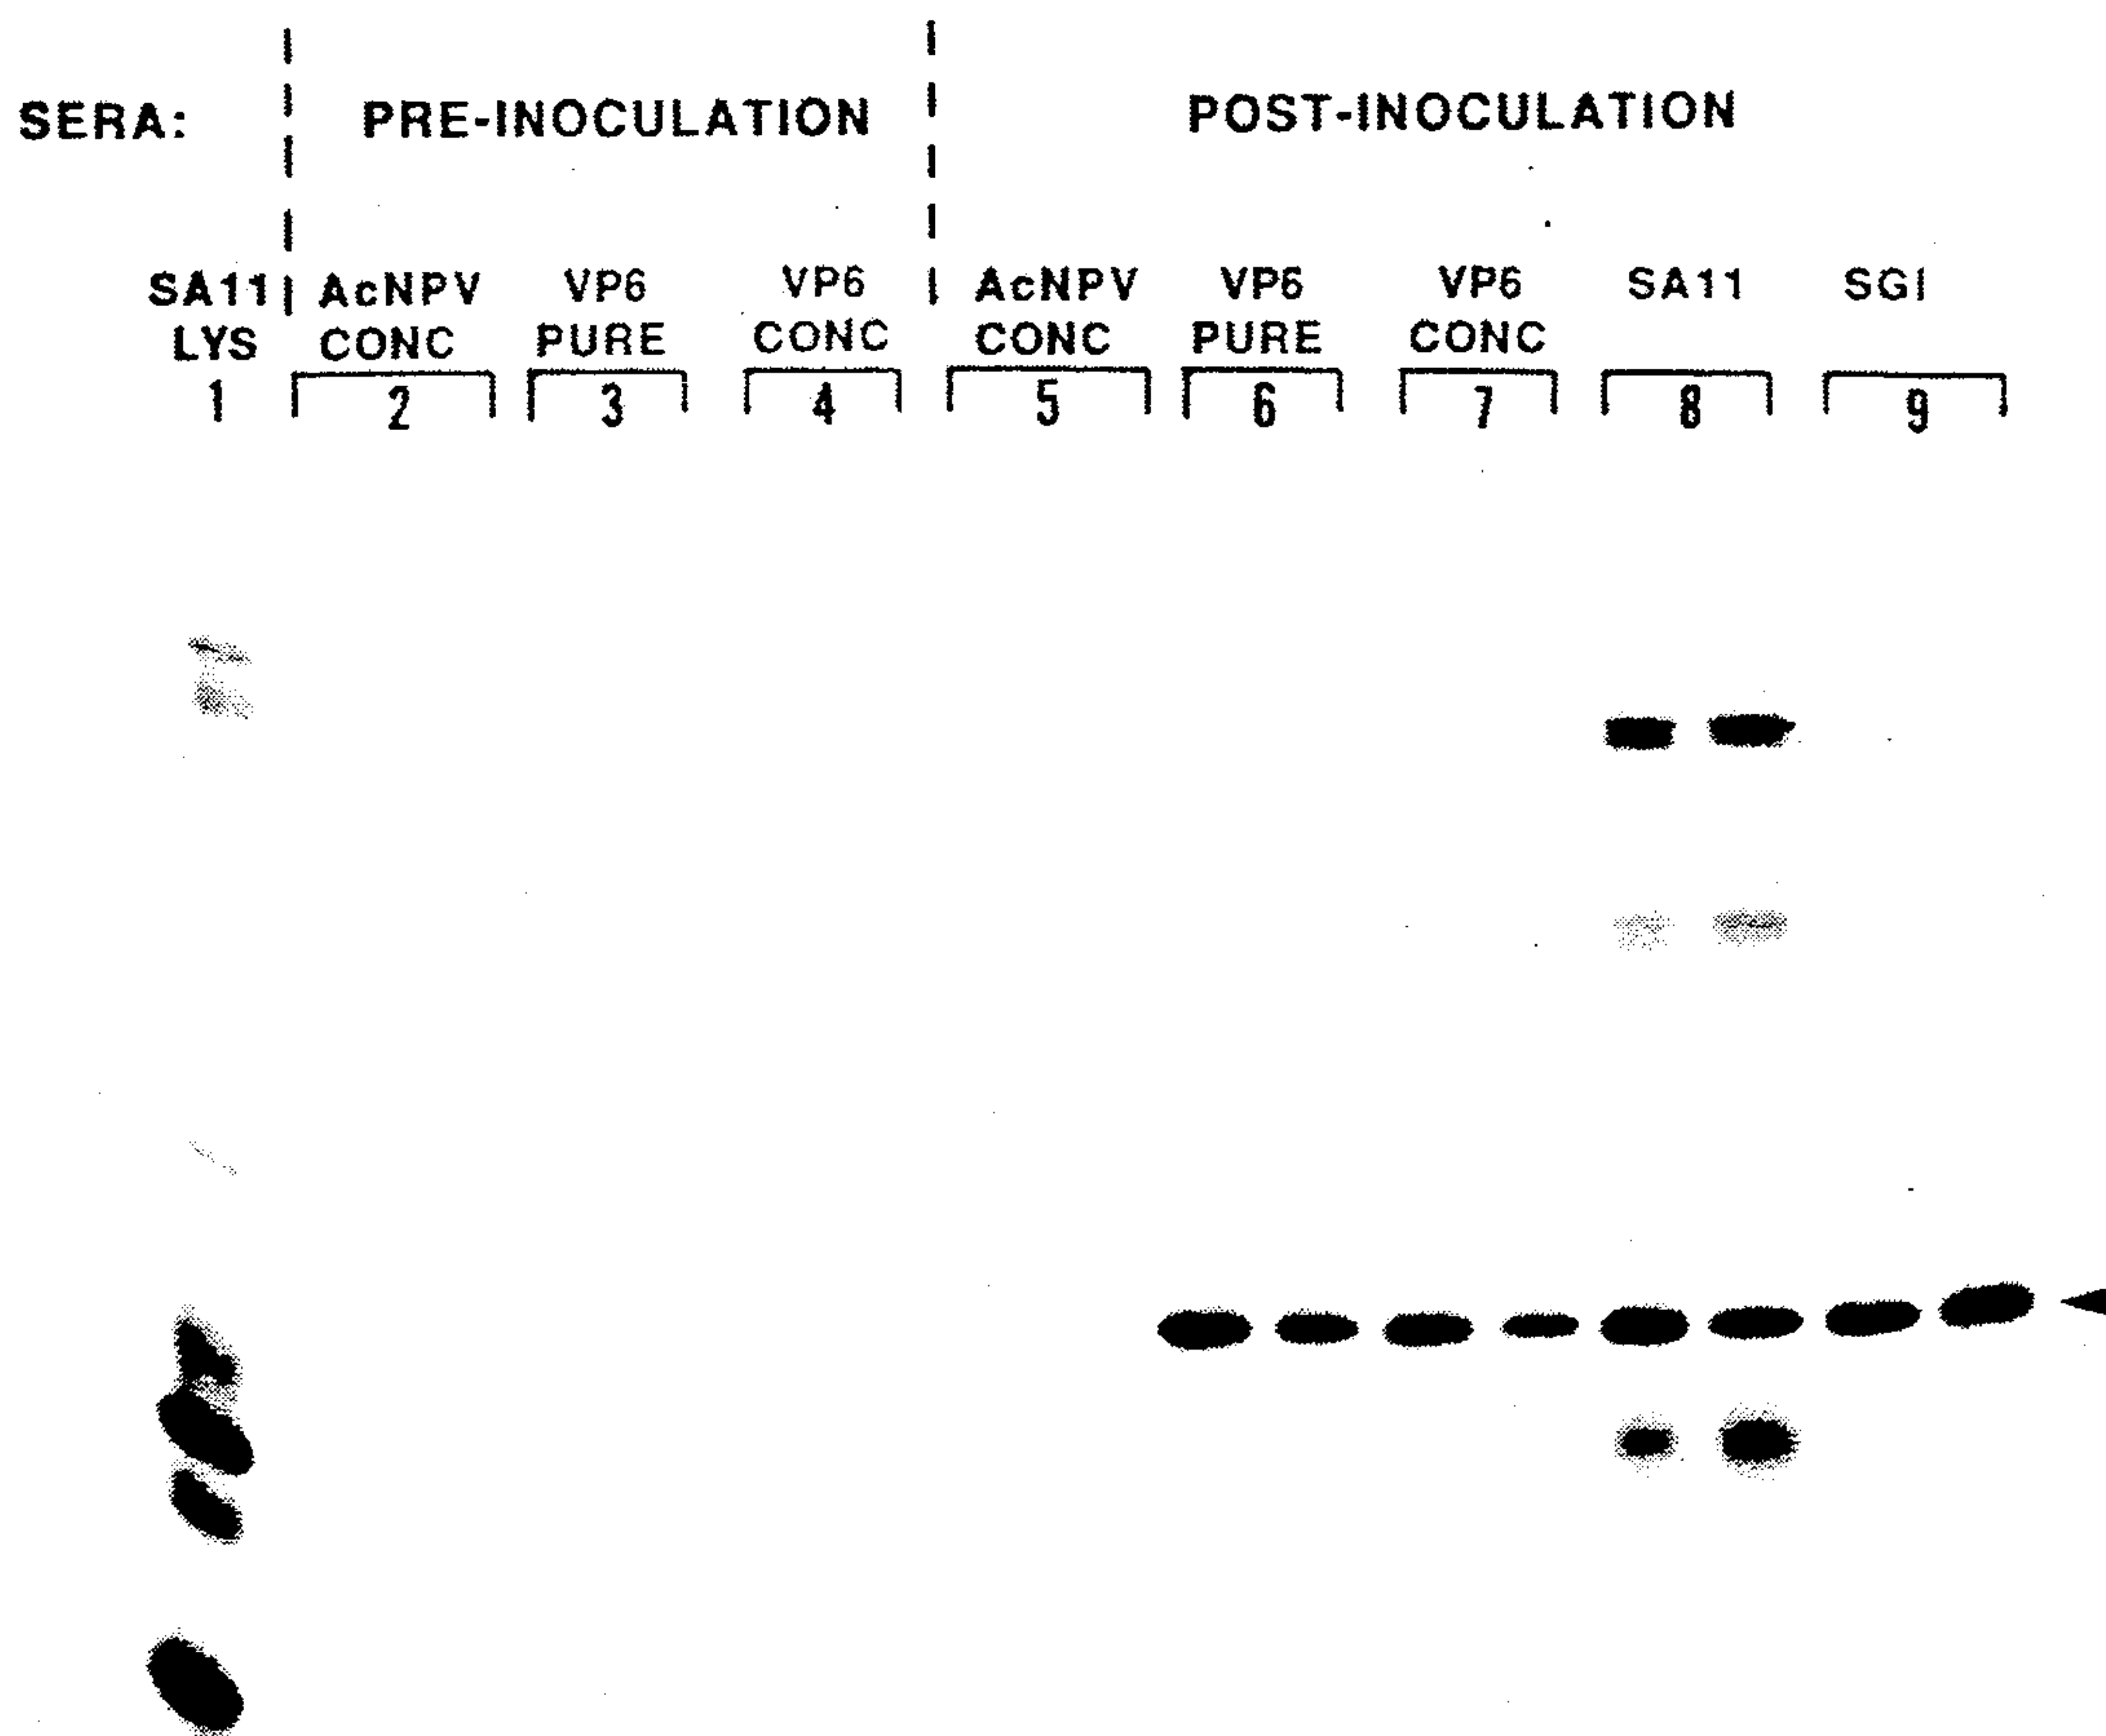 SERA: PRE-INOCULATION POST-INOCULATION
SA11 AcNPV VP6 VP6 AcNPV VP6 VP6 SA11 SGI
LYS CONC PURE CONC CONC PURE CONC
1 2 3 4 5 6 7 8 9